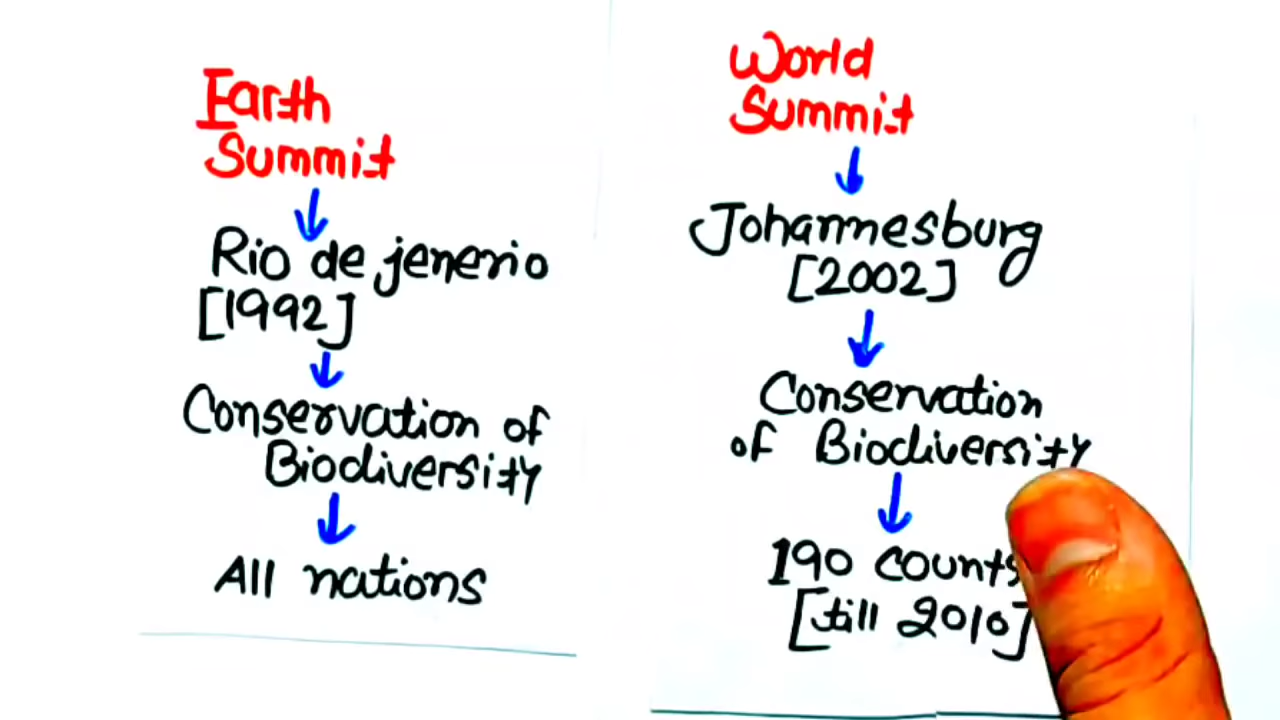 Earth
Summit
Rio de jenerio
[1992]
Conservation of
Biodiversity
All nations
World
Summit
Johannesburg
[2002]
Conservation
of Biodiversity
190 counts
[till 2010]